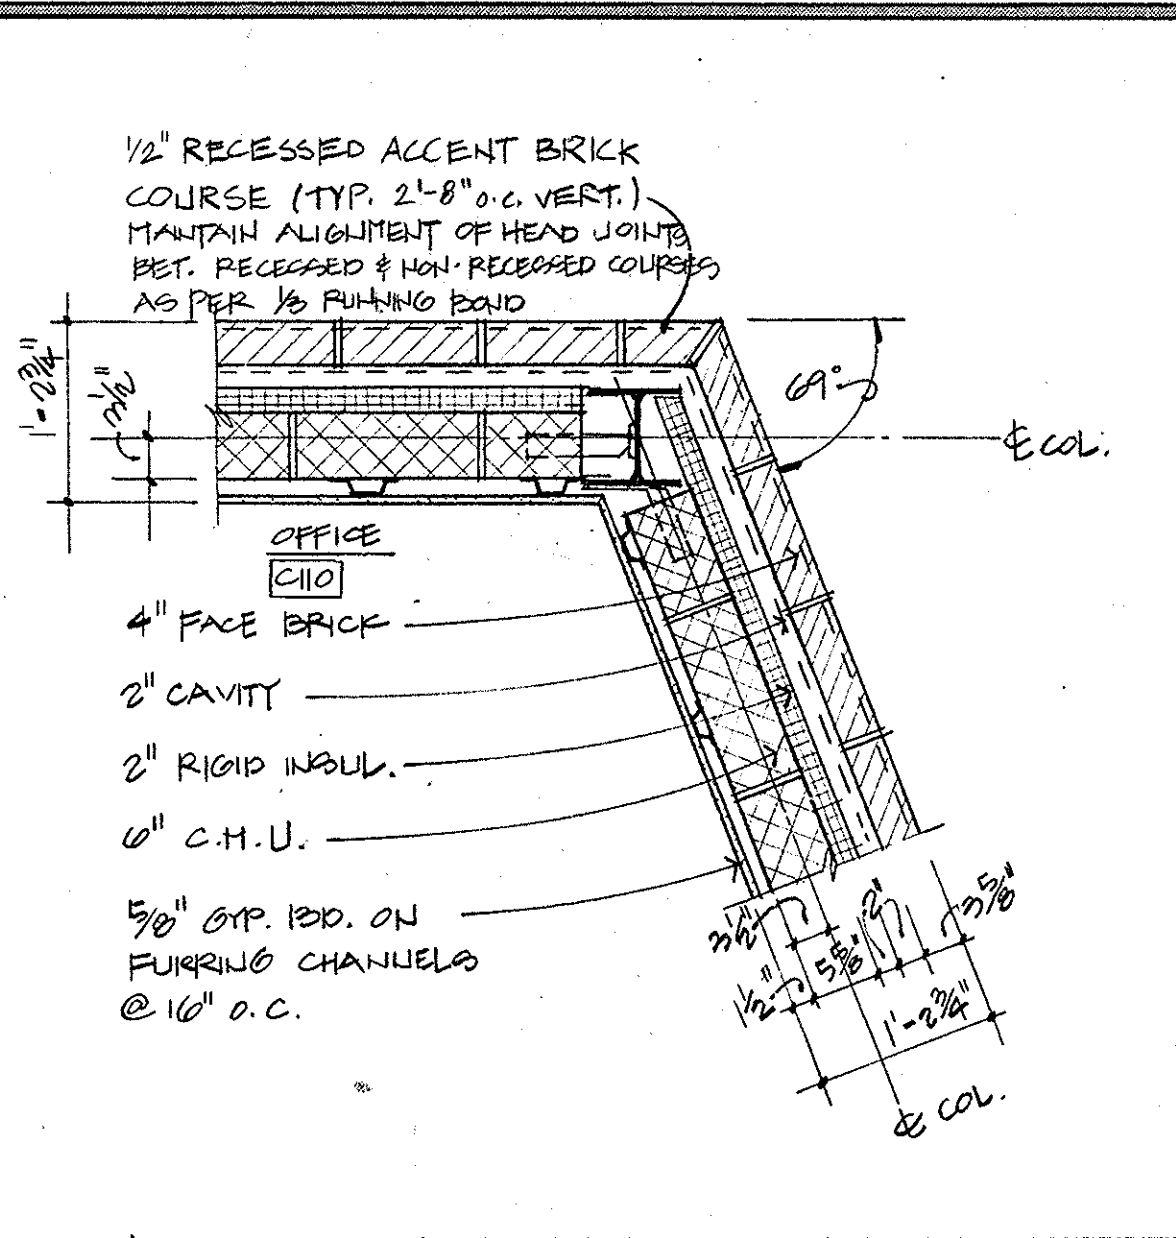 1/2" RECESSED ACCENT BRICK
COURSE (TYP. 2'-8" o.c. VERT.)
MAINTAIN ALIGNMENT OF HEAD JOINTS
BET. RECESSED & NON-RECESSED COURSES
AS PER 1/3 RUNNING BOND
1'-2 3/4"
3 1/2"
69°
℄ COL.
OFFICE
C110
4" FACE BRICK
2" CAVITY
2" RIGID INSUL.
6" C.M.U.
5/8" GYP. BD. ON
FURRING CHANNELS
@ 16" O.C.
3 1/2"
1 1/2"
5 5/8"
2"
3 5/8"
1'-2 3/4"
℄ COL.